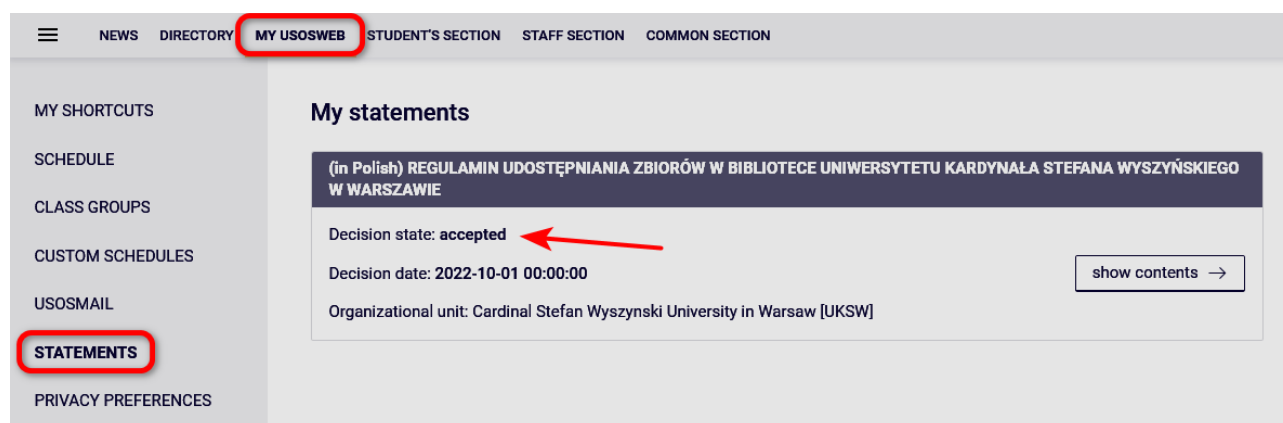 NEWS DIRECTORY MY USOSWEB STUDENT'S SECTION STAFF SECTION COMMON SECTION
MY SHORTCUTS
SCHEDULE
CLASS GROUPS
CUSTOM SCHEDULES
USOSMAIL
STATEMENTS
PRIVACY PREFERENCES
My statements
(in Polish) REGULAMIN UDOSTĘPNIANIA ZBIORÓW W BIBLIOTECE UNIWERSYTETU KARDYNAŁA STEFANA WYSZYŃSKIEGO
W WARSZAWIE
Decision state: accepted
Decision date: 2022-10-01 00:00:00
show contents →
Organizational unit: Cardinal Stefan Wyszynski University in Warsaw [UKSW]